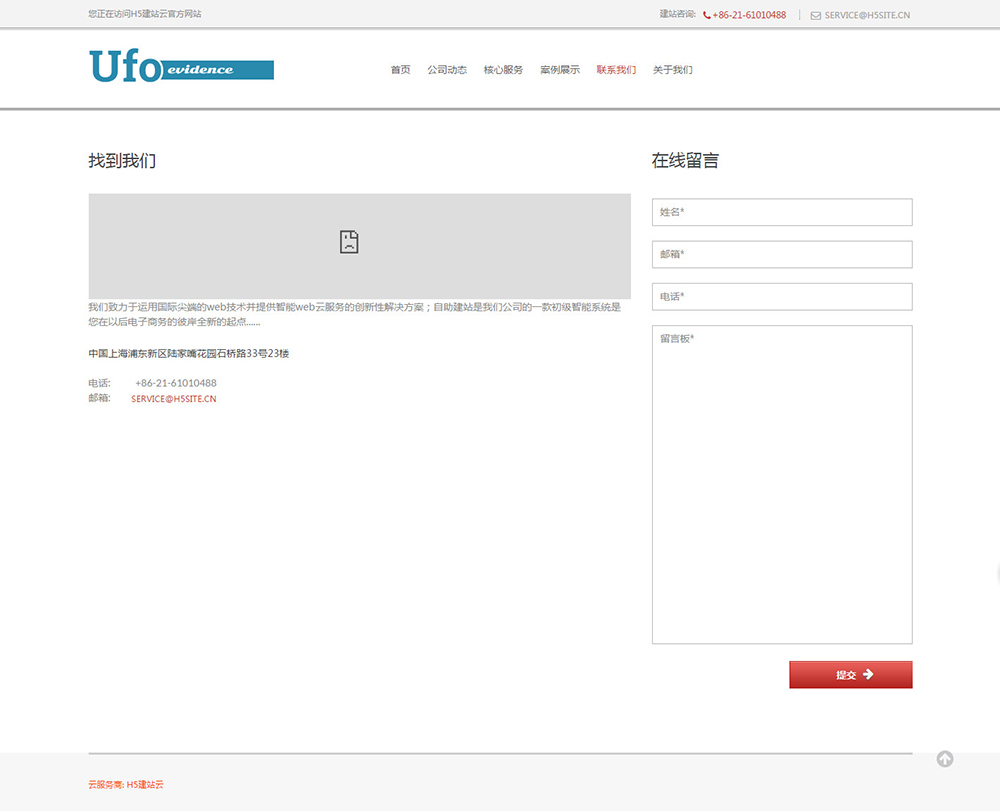 您正在访问H5建站云官方网站
建站咨询: +86-21-61010488
SERVICE@H5SITE.CN
Ufo evidence
首页 公司动态 核心服务 案例展示 联系我们 关于我们
找到我们
我们致力于运用国际尖端的web技术并提供智能web云服务的创新性解决方案；自助建站是我们公司的一款初级智能系统是
您在以后电子商务的彼岸全新的起点......
中国上海浦东新区陆家嘴花园石桥路33号23楼
电话: +86-21-61010488
邮箱: SERVICE@H5SITE.CN
在线留言
姓名*
邮箱*
电话*
留言板*
提交
云服务商: H5建站云